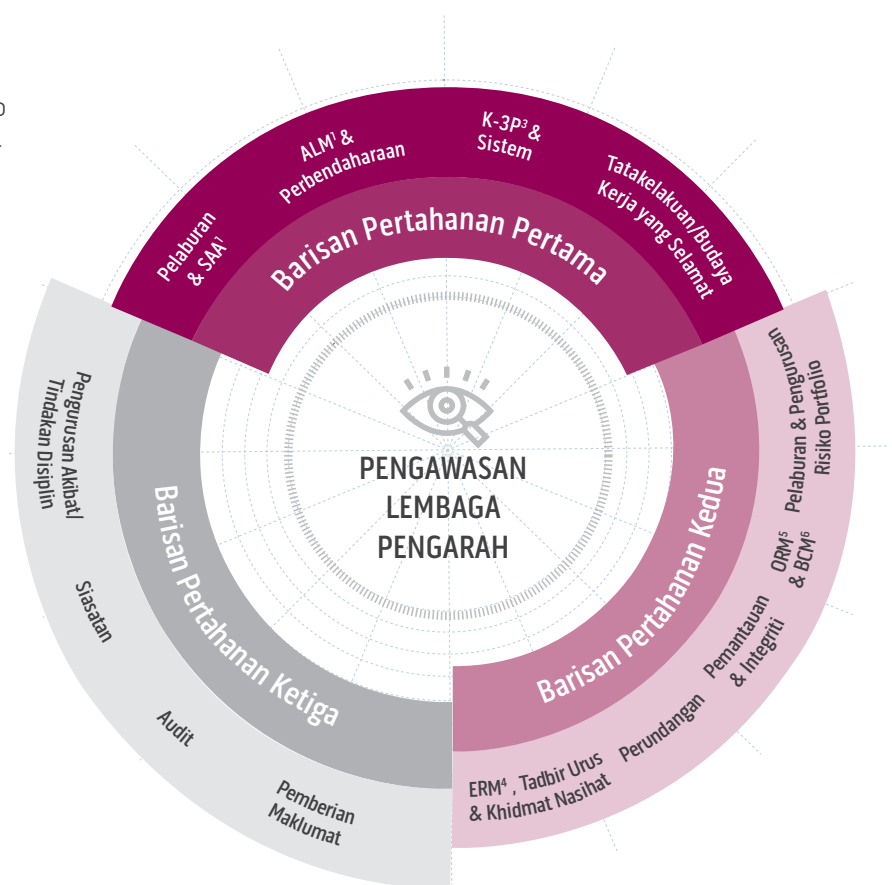 Pelaburan
& SAA¹
ALM¹ &
Perbendaharaan
K-3P³ &
Sistem
Tatakelakuan/Budaya
Kerja yang Selamat
Barisan Pertahanan Pertama
Pelaburan & Pengurusan
Risiko Portfolio
ORM⁵
& BCM⁶
Pemantauan
& Integriti
Perundangan
ERM⁴ , Tadbir Urus
& Khidmat Nasihat
Barisan Pertahanan Kedua
Pengurusan Akibat/
Tindakan Disiplin
Siasatan
Audit
Pemberian
Maklumat
Barisan Pertahanan Ketiga
PENGAWASAN
LEMBAGA
PENGARAH